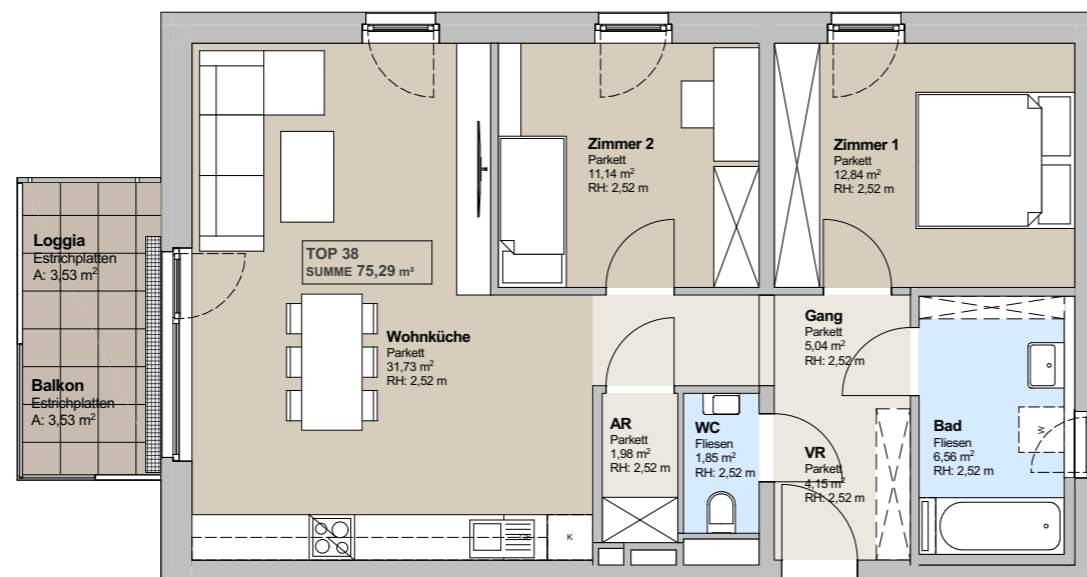 Zimmer 2
Parkett
11,14 m²
RH: 2,52 m
Zimmer 1
Parkett
12,84 m²
RH: 2,52 m
Loggia
Estrichplatten
A: 3,53 m²
TOP 38
SUMME 75,29 m²
Wohnküche
Parkett
31,73 m²
RH: 2,52 m
Gang
Parkett
5,04 m²
RH: 2,52 m
Balkon
Estrichplatten
A: 3,53 m²
AR
Parkett
1,98 m²
RH: 2,52 m
WC
Fliesen
1,85 m²
RH: 2,52 m
VR
Parkett
4,15 m²
RH: 2,52 m
Bad
Fliesen
6,56 m²
RH: 2,52 m
W
K